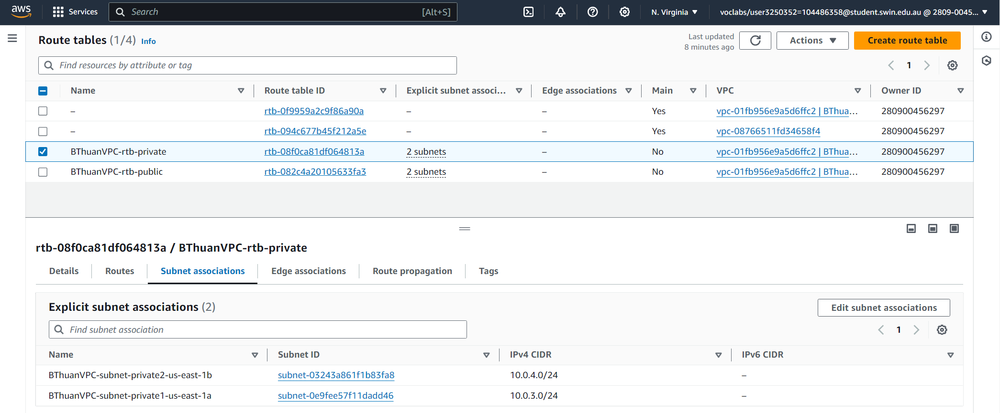 aws Services Search [Alt+S] N. Virginia voclabs/user3250352=104486358@student.swin.edu.au @ 2809-0045...
Route tables (1/4) Info
Last updated
8 minutes ago
Actions
Create route table
Find resources by attribute or tag
1
Name Route table ID Explicit subnet associ... Edge associations Main VPC Owner ID
– rtb-0f9959a2c9f86a90a – – Yes vpc-01fb956e9a5d6ffc2 | BThua... 280900456297
– rtb-094c677b45f212a5e – – Yes vpc-08766511fd34658f4 280900456297
BThuanVPC-rtb-private rtb-08f0ca81df064813a 2 subnets – No vpc-01fb956e9a5d6ffc2 | BThua... 280900456297
BThuanVPC-rtb-public rtb-082c4a20105633fa3 2 subnets – No vpc-01fb956e9a5d6ffc2 | BThua... 280900456297
rtb-08f0ca81df064813a / BThuanVPC-rtb-private
Details Routes Subnet associations Edge associations Route propagation Tags
Explicit subnet associations (2)
Edit subnet associations
Find subnet association
1
Name Subnet ID IPv4 CIDR IPv6 CIDR
BThuanVPC-subnet-private2-us-east-1b subnet-03243a861f1b83fa8 10.0.4.0/24 –
BThuanVPC-subnet-private1-us-east-1a subnet-0e9fee57f11dadd46 10.0.3.0/24 –